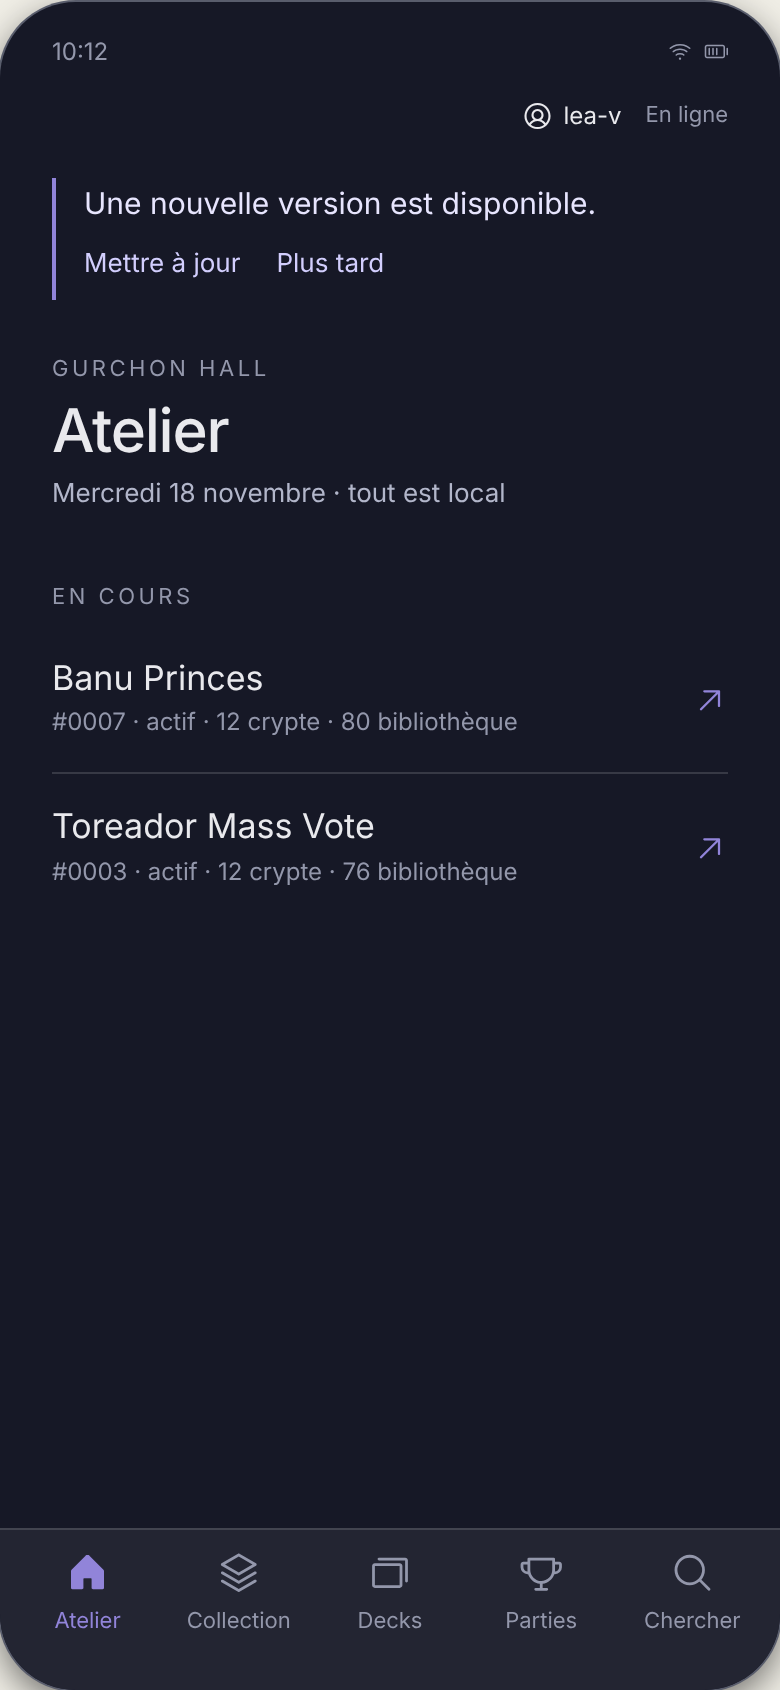 10:12
lea-v En ligne
Une nouvelle version est disponible.
Mettre à jour Plus tard
GURCHON HALL
Atelier
Mercredi 18 novembre · tout est local
EN COURS
Banu Princes
#0007 · actif · 12 crypte · 80 bibliothèque
Toreador Mass Vote
#0003 · actif · 12 crypte · 76 bibliothèque
Atelier Collection Decks Parties Chercher